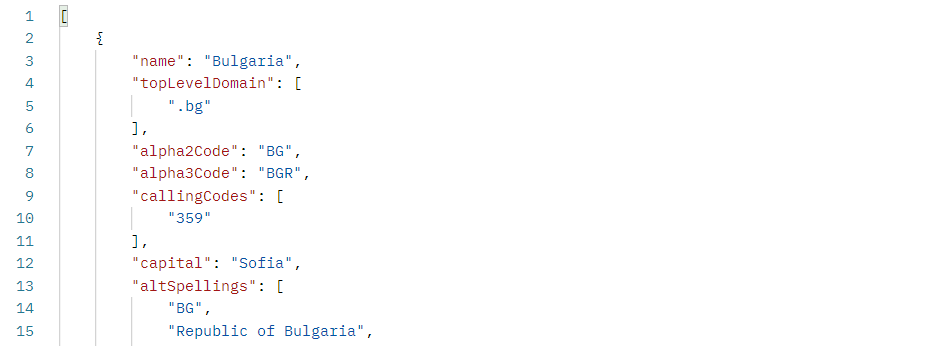 1 [
2 {
3 "name": "Bulgaria",
4 "topLevelDomain": [
5 ".bg"
6 ],
7 "alpha2Code": "BG",
8 "alpha3Code": "BGR",
9 "callingCodes": [
10 "359"
11 ],
12 "capital": "Sofia",
13 "altSpellings": [
14 "BG",
15 "Republic of Bulgaria",